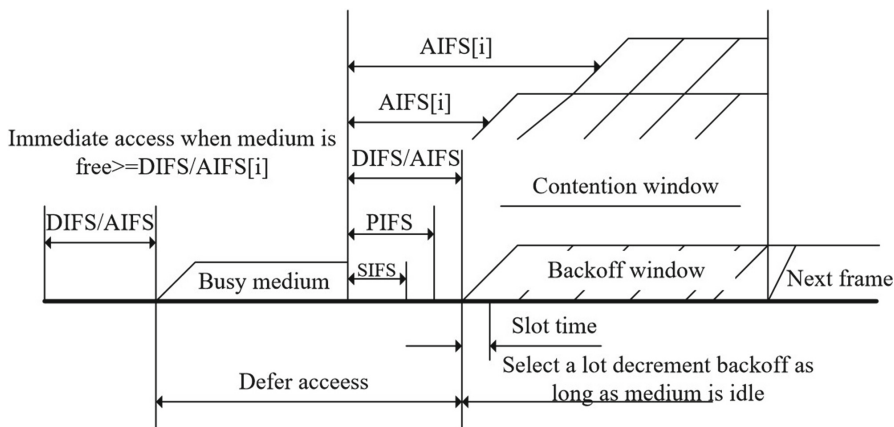 AIFS[i]
AIFS[i]
Immediate access when medium is
free>=DIFS/AIFS[i]
DIFS/AIFS
Contention window
DIFS/AIFS
PIFS
SIFS
Busy medium
Backoff window
Next frame
Slot time
Select a lot decrement backoff as
long as medium is idle
Defer acceess